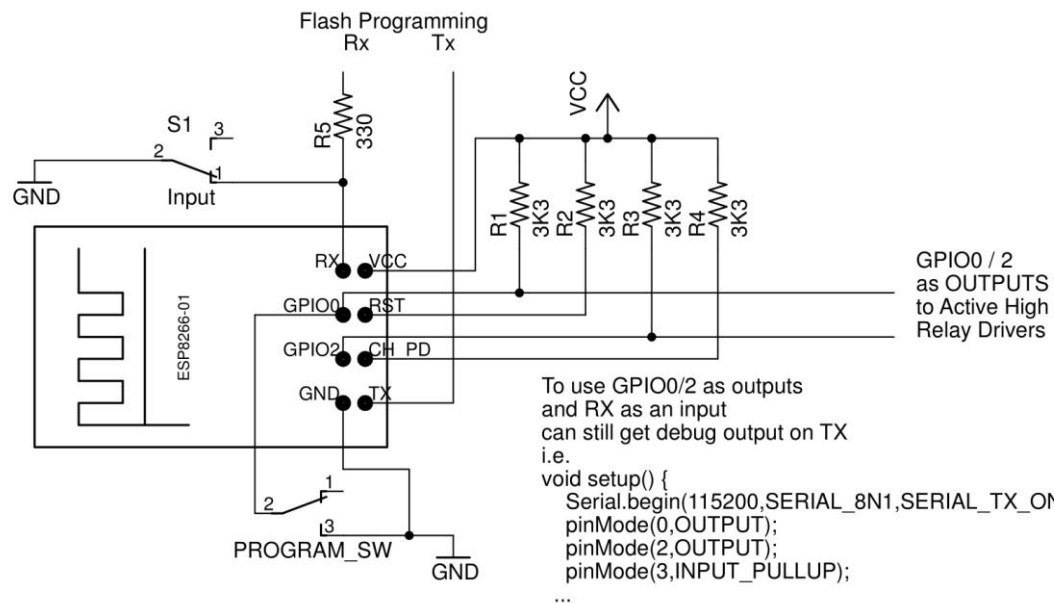 Flash Programming
Rx Tx
VCC
S1
3
2
1
GND
Input
R5
330
R1
3K3
R2
3K3
R3
3K3
R4
3K3
RX VCC
GPIO0 RST
GPIO2 CH_PD
GND TX
ESP8266-01
GPIO0 / 2
as OUTPUTS
to Active High
Relay Drivers
1
2
3
PROGRAM_SW
GND
To use GPIO0/2 as outputs
and RX as an input
can still get debug output on TX
i.e.
void setup() {
Serial.begin(115200,SERIAL_8N1,SERIAL_TX_ON
pinMode(0,OUTPUT);
pinMode(2,OUTPUT);
pinMode(3,INPUT_PULLUP);
...